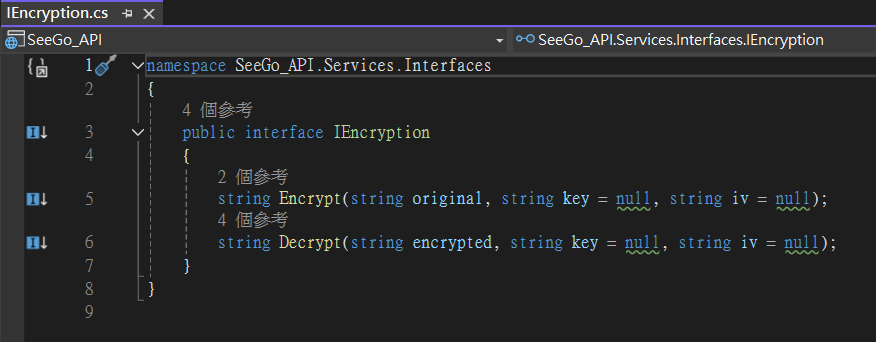 IEncryption.cs
SeeGo_API
SeeGo_API.Services.Interfaces.IEncryption
1 namespace SeeGo_API.Services.Interfaces
2 {
4 個參考
3 public interface IEncryption
4 {
2 個參考
5 string Encrypt(string original, string key = null, string iv = null);
4 個參考
6 string Decrypt(string encrypted, string key = null, string iv = null);
7 }
8 }
9